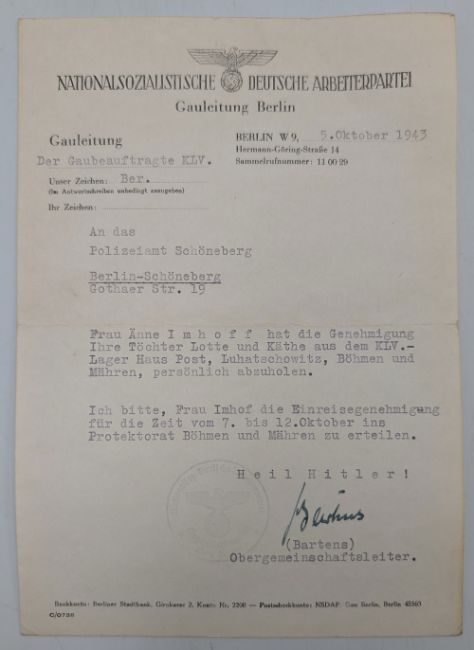 NATIONALSOZIALISTISCHE DEUTSCHE ARBEITERPARTEI
Gauleitung Berlin
Gauleitung
Der Gaubeauftragte KLV.
Unser Zeichen: Ber.
(Im Antwortschreiben unbedingt anzugeben)
Ihr Zeichen:
BERLIN W 9, 5.Oktober 1943
Hermann-Göring-Straße 14
Sammelrufnummer: 11 00 29
An das
Polizeiamt Schöneberg
Berlin-Schöneberg
Gothaer Str. 19
Frau Änne I m h o f f hat die Genehmigung
Ihre Töchter Lotte und Käthe aus dem KLV.-
Lager Haus Post, Luhatschowitz, Böhmen und
Mähren, persönlich abzuholen.
Ich bitte, Frau Imhof die Einreisegenehmigung
für die Zeit vom 7. bis 12.Oktober ins
Protektorat Böhmen und Mähren zu erteilen.
H e i l H i t l e r !
(Bartens)
Obergemeinschaftsleiter.
Bankkonto: Berliner Stadtbank, Girokasse 2, Konto Nr. 2200 — Postscheckkonto: NSDAP. Gau Berlin, Berlin
C/0738